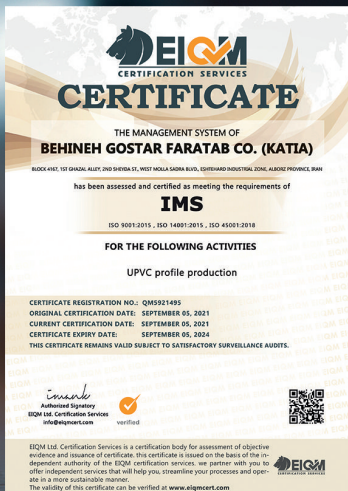 EIQM
CERTIFICATION SERVICES
CERTIFICATE
THE MANAGEMENT SYSTEM OF
BEHINEH GOSTAR FARATAB CO. (KATIA)
BLOCK 4167, 1ST GHAZAL ALLEY, 2ND SHEYDA ST., WEST MOLLA SADRA BLVD., ESHTEHARD INDUSTRIAL ZONE, ALBORZ PROVINCE, IRAN
has been assessed and certified as meeting the requirements of
IMS
ISO 9001:2015 , ISO 14001:2015 , ISO 45001:2018
FOR THE FOLLOWING ACTIVITIES
UPVC profile production
CERTIFICATE REGISTRATION NO.: QM5921495
ORIGINAL CERTIFICATION DATE: SEPTEMBER 05, 2021
CURRENT CERTIFICATION DATE: SEPTEMBER 05, 2021
CERTIFICATE EXPIRY DATE: SEPTEMBER 05, 2024
THIS CERTIFICATE REMAINS VALID SUBJECT TO SATISFACTORY SURVEILLANCE AUDITS.
Authorized Signatory
EIQM Ltd. Certification Services
info@eiqmcert.com
verified
EIQM Ltd. Certification Services is a certification body for assessment of objective
evidence and issuance of certificate. this certificate is issued on the basis of the in-
dependent authority of the EIQM certification services. we partner with you to
offer independent services that will help you, streamline your processes and oper-
ate in a more sustainable manner.
The validity of this certificate can be verified at www.eiqmcert.com
EIQM
CERTIFICATION SERVICES